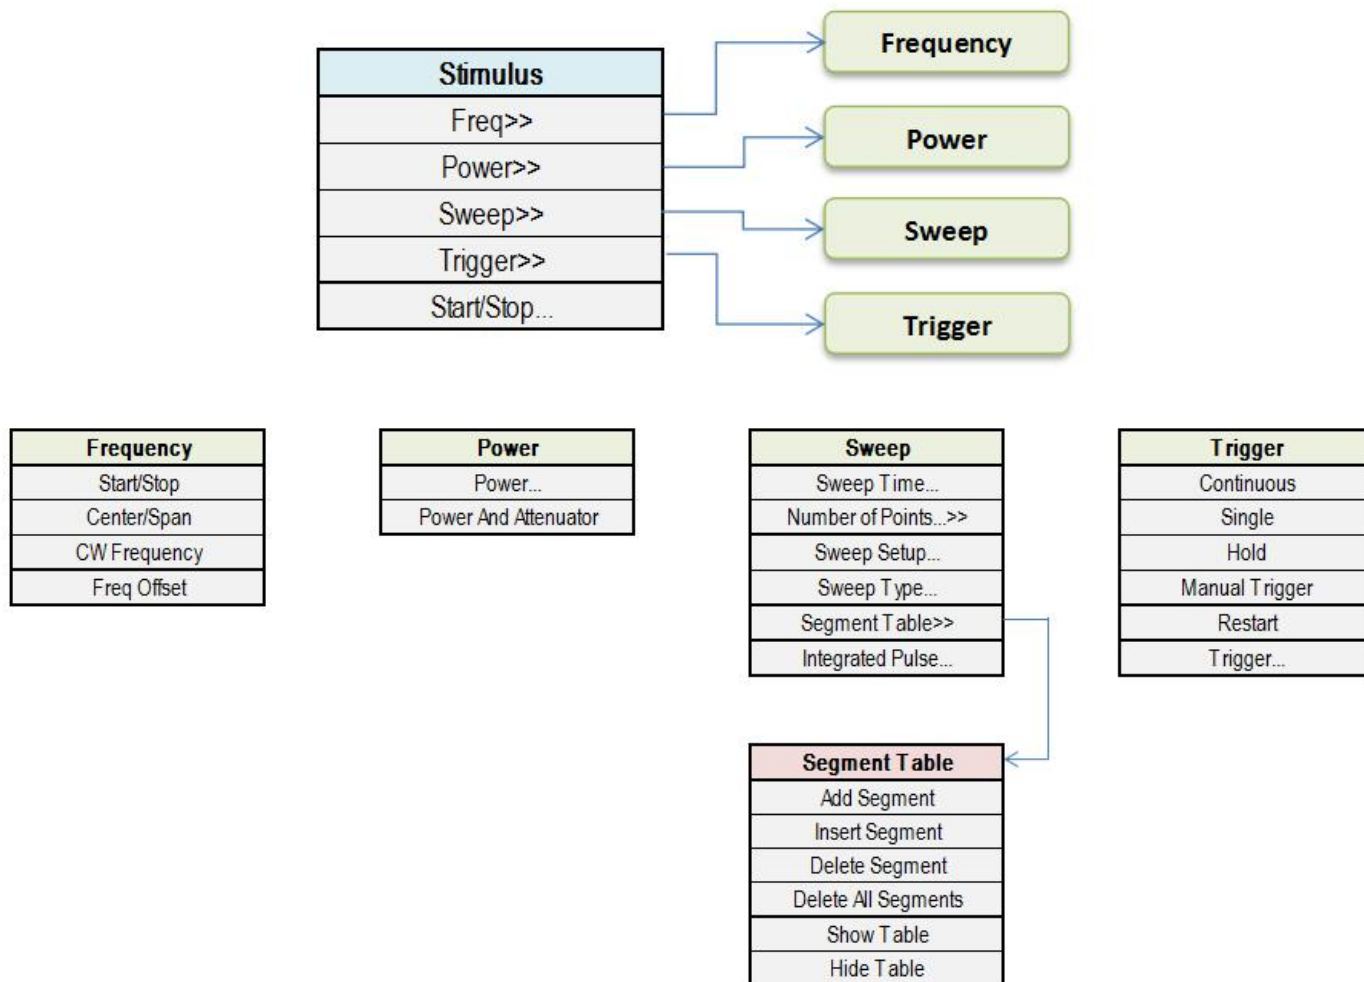 Stimulus
Freq>>
Power>>
Sweep>>
Trigger>>
Start/Stop...
Frequency
Power
Sweep
Trigger
Frequency
Start/Stop
Center/Span
CW Frequency
Freq Offset
Power
Power...
Power And Attenuator
Sweep
Sweep Time...
Number of Points...>>
Sweep Setup...
Sweep Type...
Segment Table>>
Integrated Pulse...
Trigger
Continuous
Single
Hold
Manual Trigger
Restart
Trigger...
Segment Table
Add Segment
Insert Segment
Delete Segment
Delete All Segments
Show Table
Hide Table